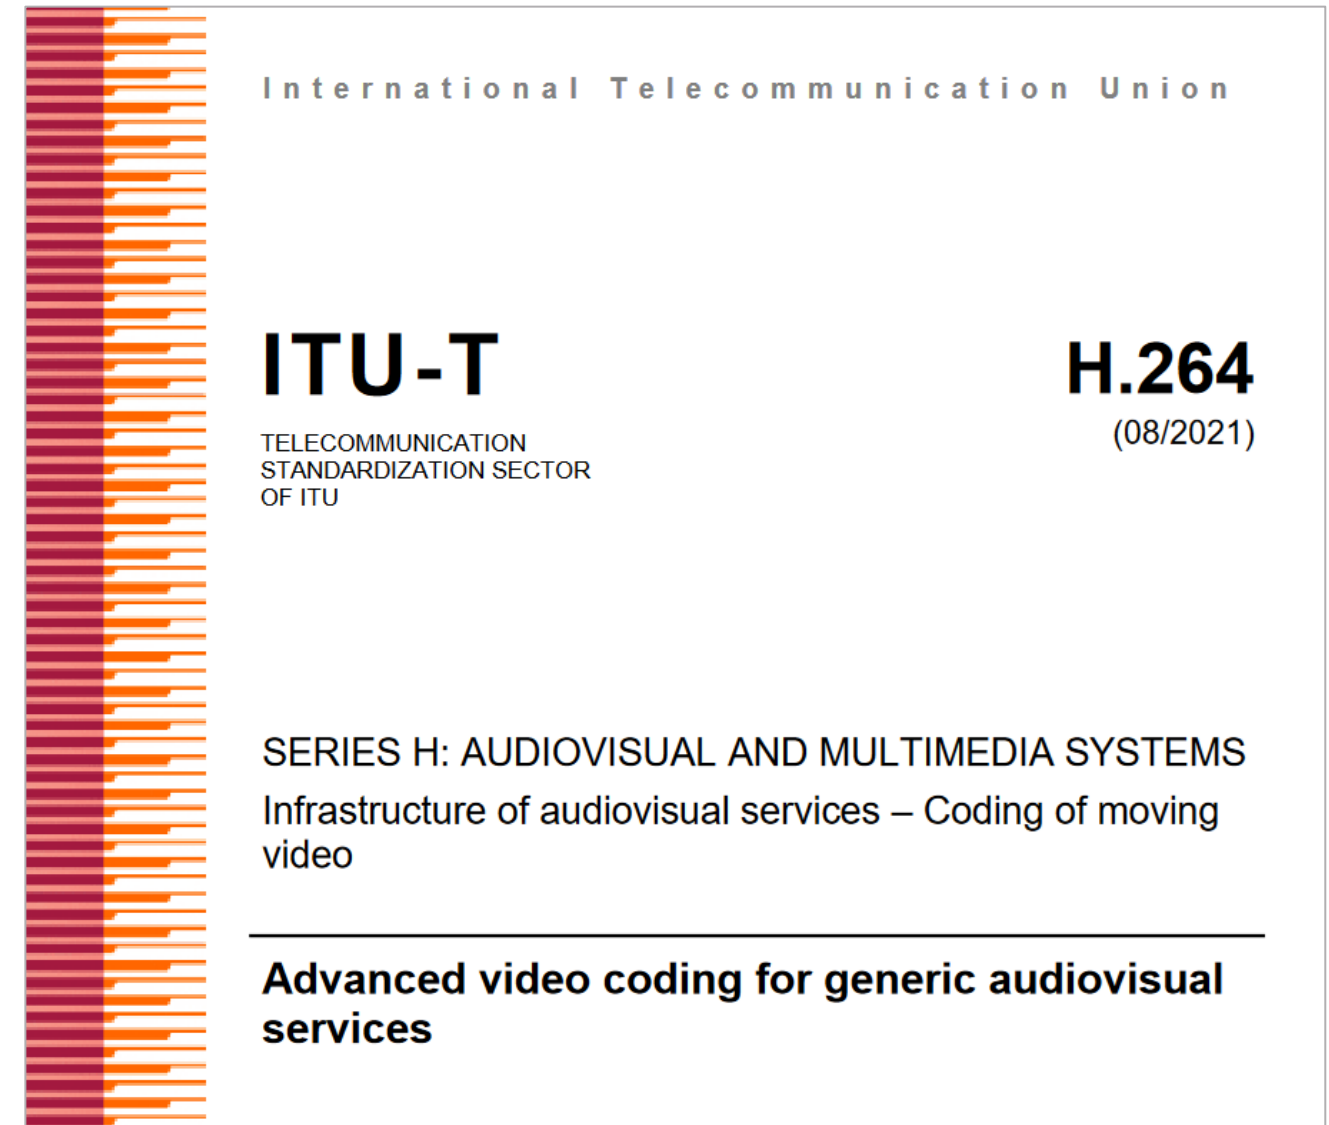 International Telecommunication Union
ITU-T
H.264
(08/2021)
TELECOMMUNICATION
STANDARDIZATION SECTOR
OF ITU
SERIES H: AUDIOVISUAL AND MULTIMEDIA SYSTEMS
Infrastructure of audiovisual services – Coding of moving
video
Advanced video coding for generic audiovisual
services